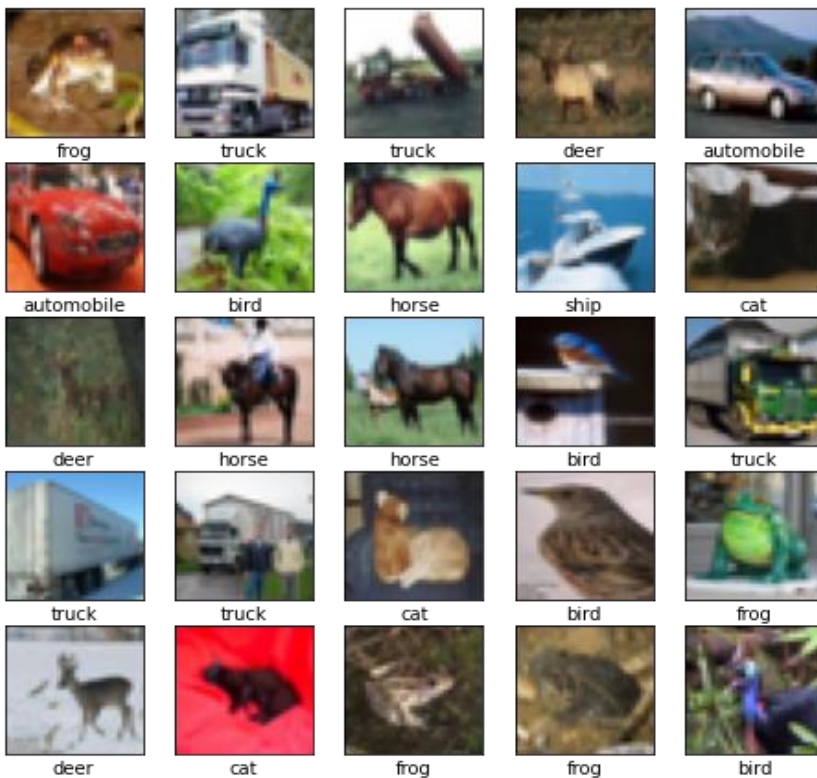 frog truck truck deer automobile
automobile bird horse ship cat
deer horse horse bird truck
truck truck cat bird frog
deer cat frog frog bird